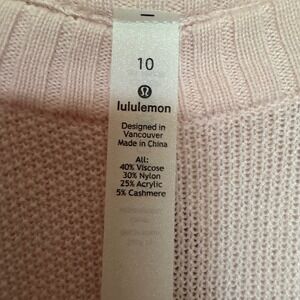 10
lululemon
Designed in
Vancouver
Made in China
All:
40% Viscose
30% Nylon
25% Acrylic
5% Cashmere